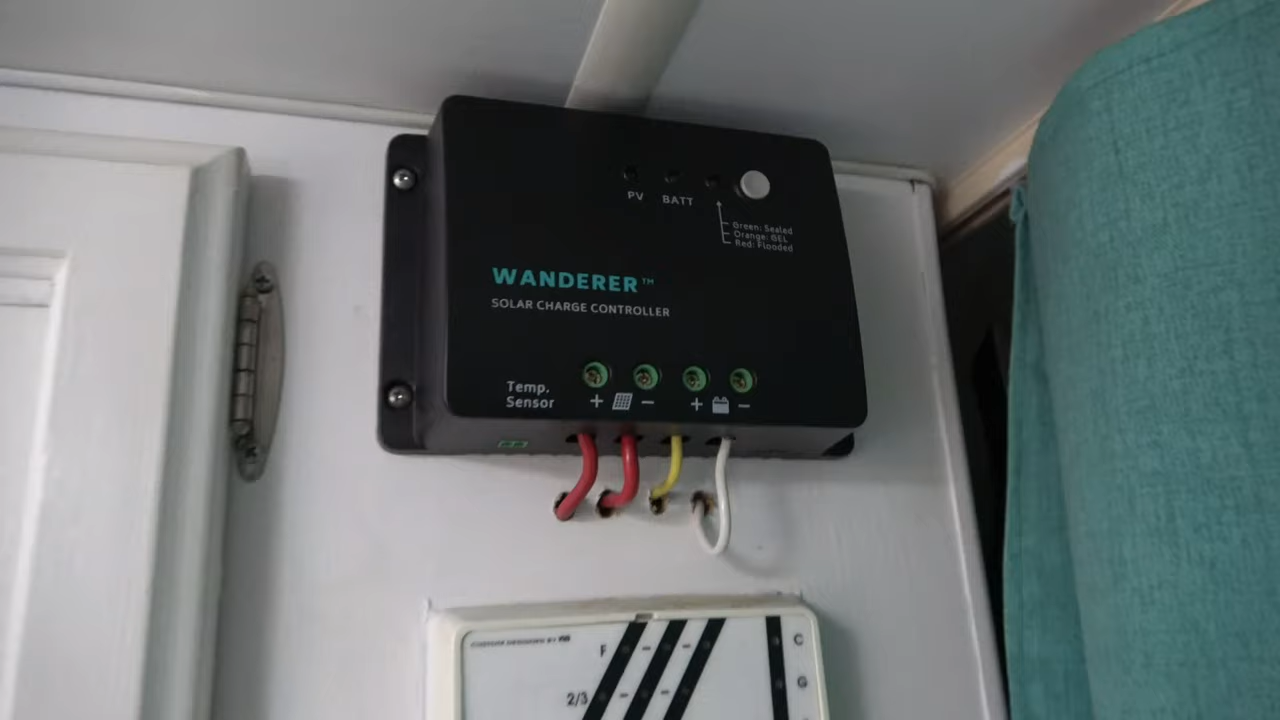 PV BATT
Green: Sealed
Orange: GEL
Red: Flooded
WANDERER™
SOLAR CHARGE CONTROLLER
Temp.
Sensor
+ − + −
F - - C
2/3 - - G